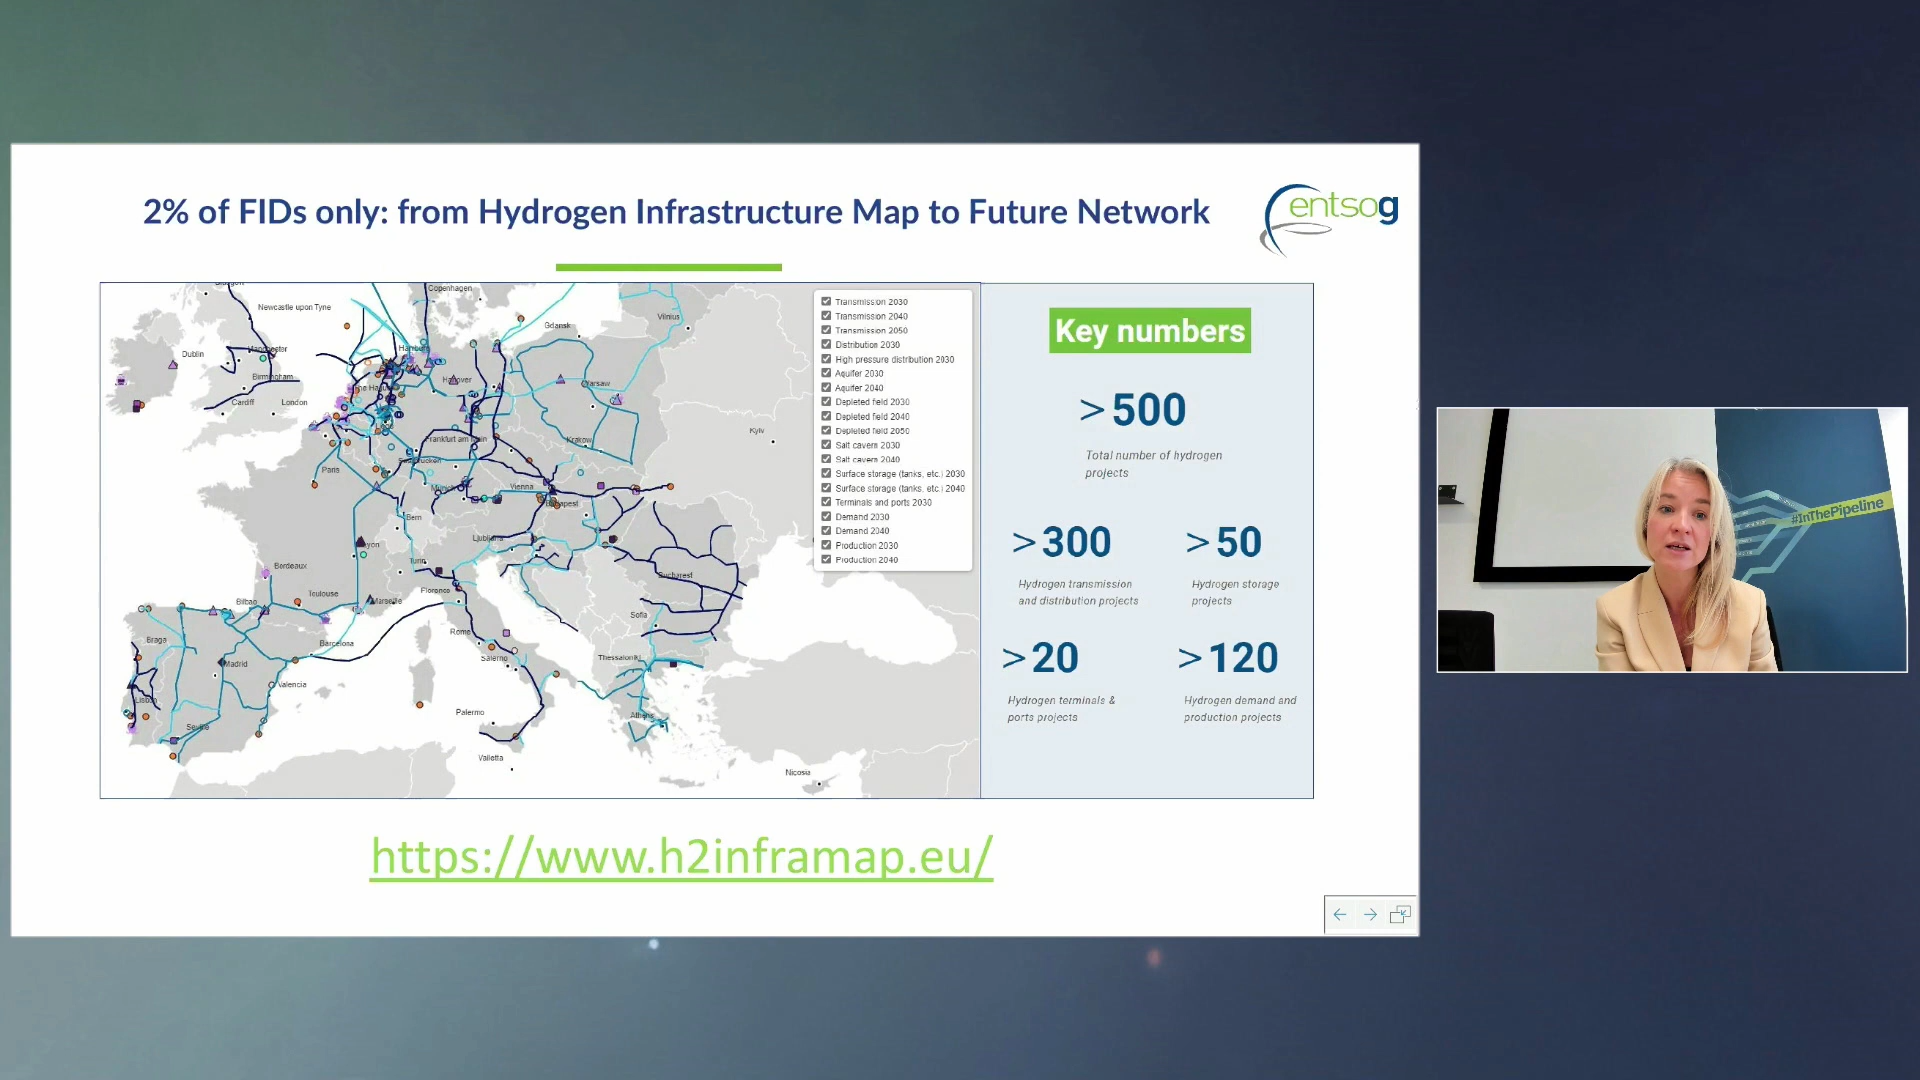 2% of FIDs only: from Hydrogen Infrastructure Map to Future Network
entsog
Copenhagen
Newcastle upon Tyne
Vilnius
Gdansk
Dublin
Hamburg
Birmingham
Hanover
Warsaw
Cardiff
London
Kyiv
Frankfurt am Main
Krakow
Paris
Munich
Vienna
Budapest
Bern
Ljubljana
Lyon
Turin
Bordeaux
Bucharest
Florence
Toulouse
Bilbao
Marseille
Sofia
Braga
Rome
Barcelona
Salerno
Thessaloniki
Madrid
Valencia
Lisbon
Palermo
Athens
Seville
Valletta
Nicosia
Transmission 2030
Transmission 2040
Transmission 2050
Distribution 2030
High pressure distribution 2030
Aquifer 2030
Aquifer 2040
Depleted field 2030
Depleted field 2040
Depleted field 2050
Salt cavern 2030
Salt cavern 2040
Surface storage (tanks, etc.) 2030
Surface storage (tanks, etc.) 2040
Terminals and ports 2030
Demand 2030
Demand 2040
Production 2030
Production 2040
Key numbers
>500
Total number of hydrogen
projects
>300
Hydrogen transmission
and distribution projects
>50
Hydrogen storage
projects
>20
Hydrogen terminals &
ports projects
>120
Hydrogen demand and
production projects
https://www.h2inframap.eu/
#InThePipeline